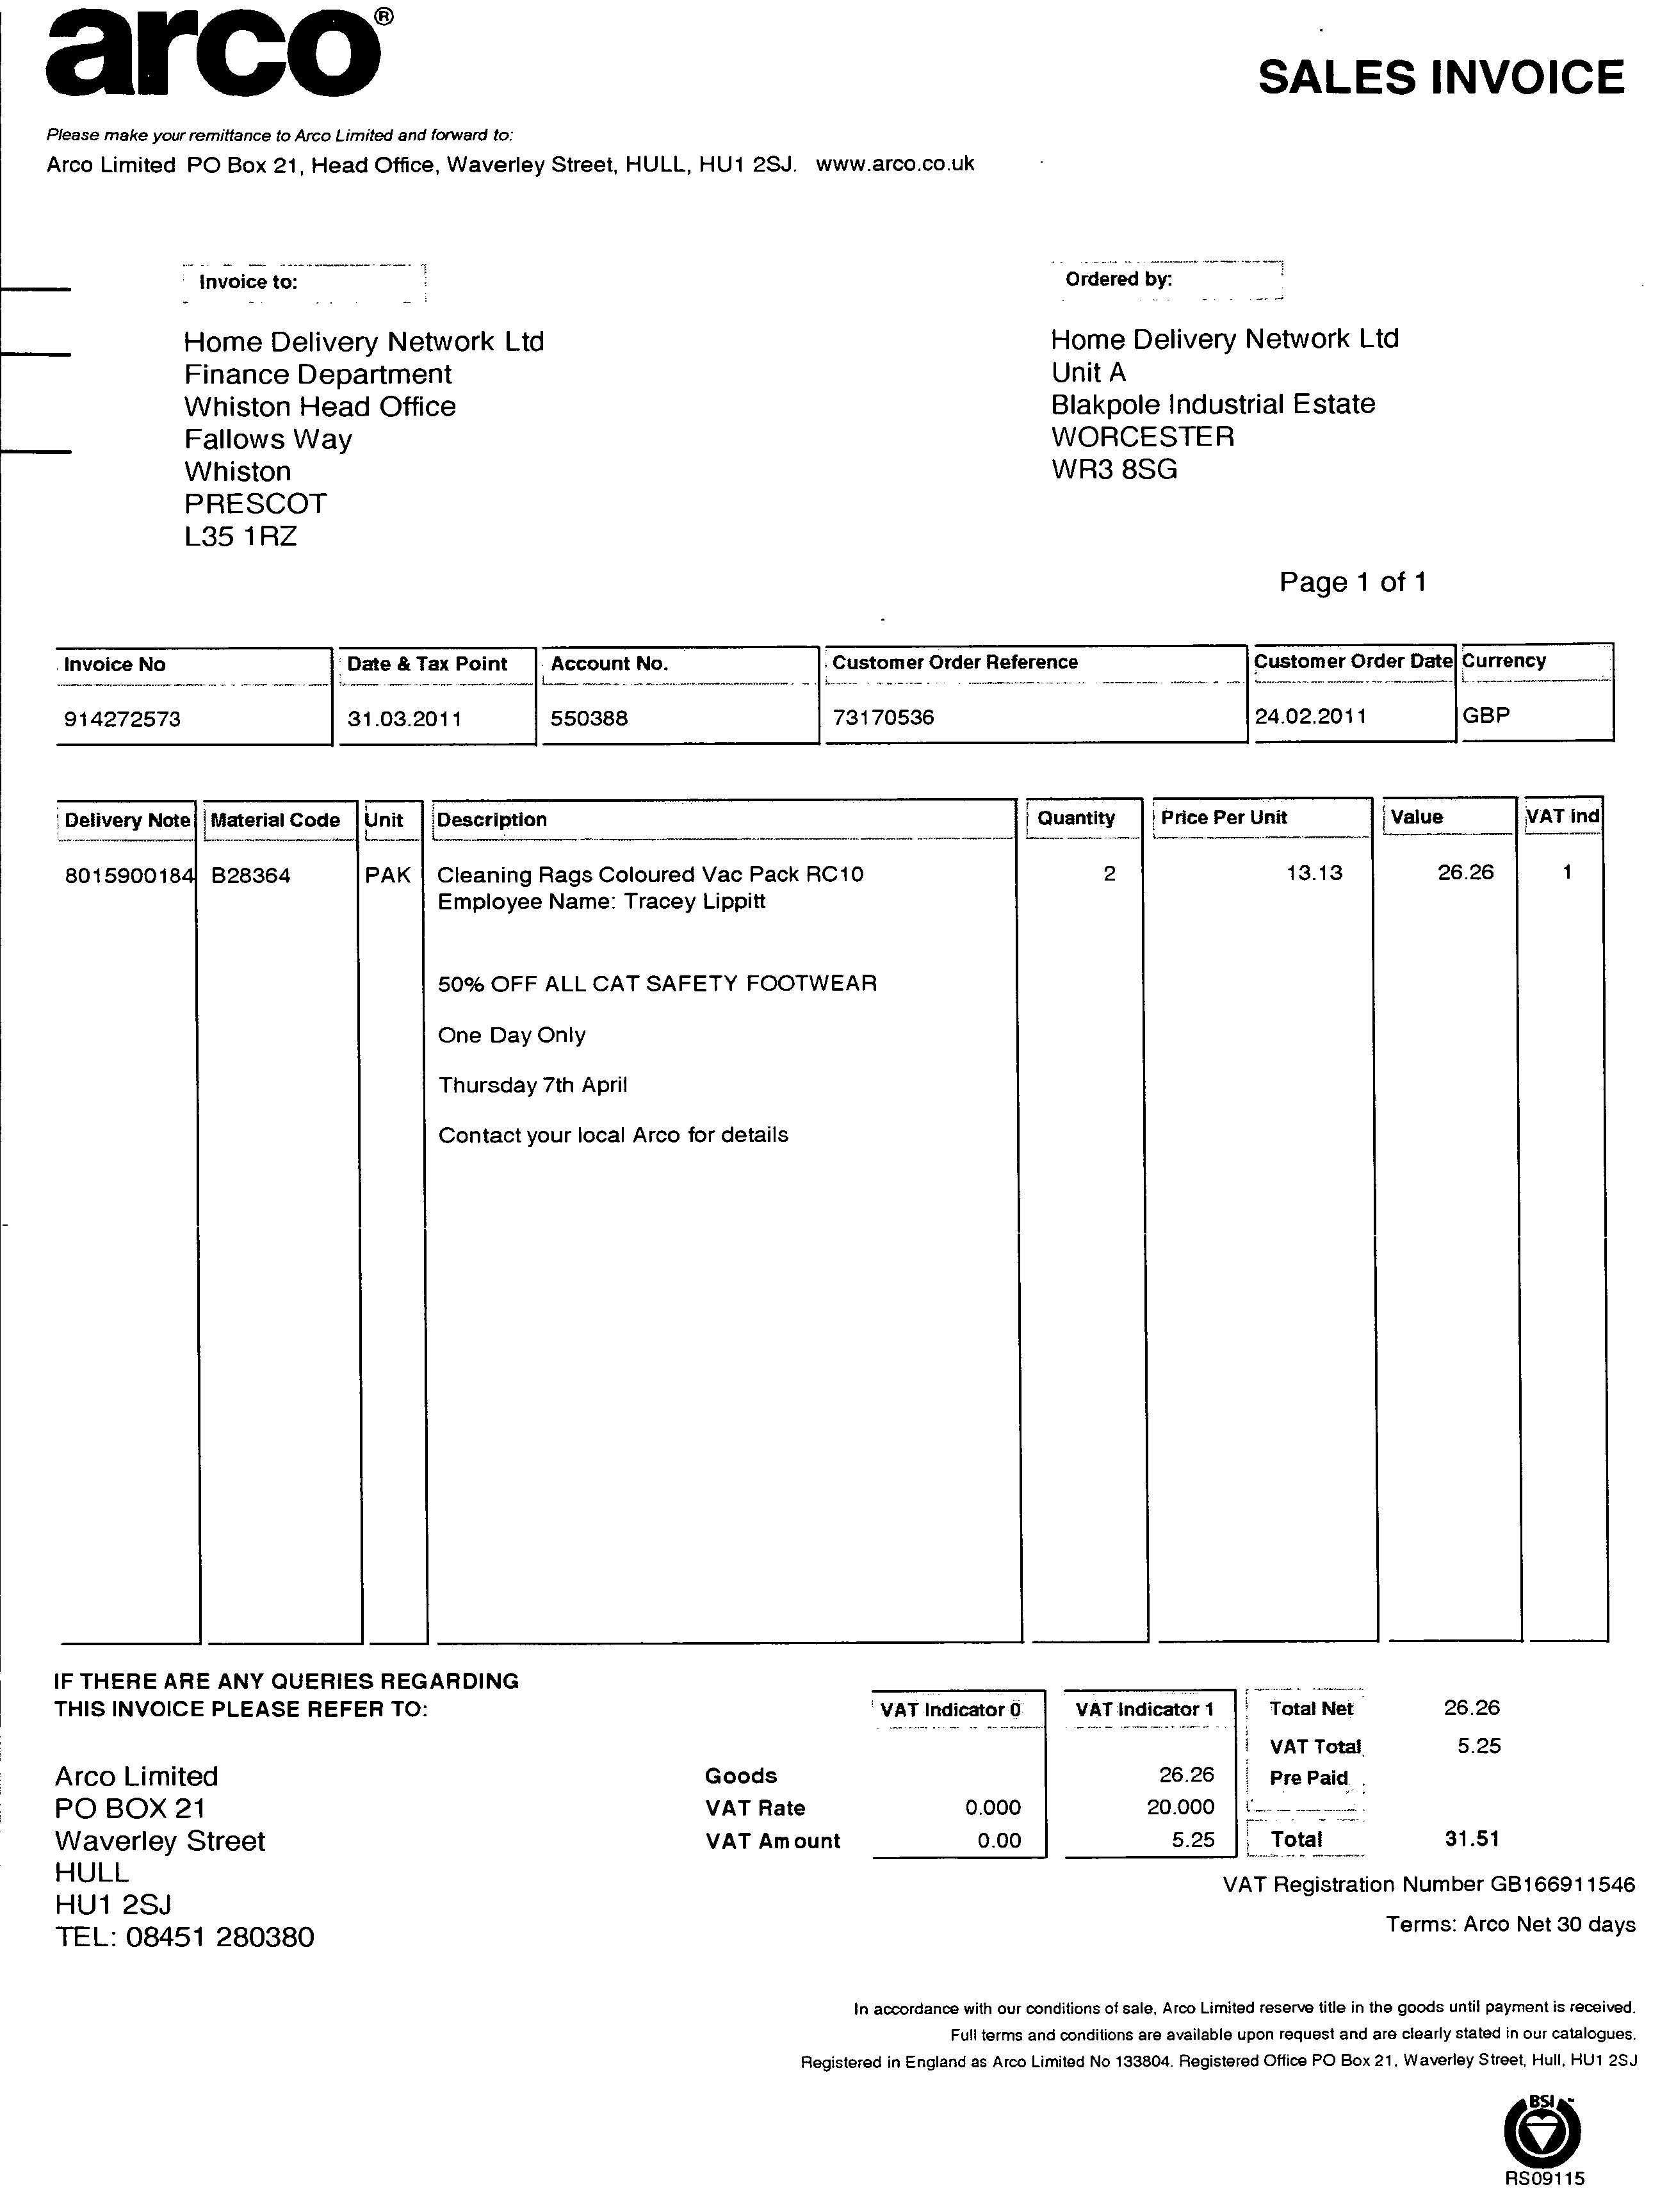 arco®
SALES INVOICE
Please make your remittance to Arco Limited and forward to:
Arco Limited PO Box 21, Head Office, Waverley Street, HULL, HU1 2SJ. www.arco.co.uk
Invoice to:
Home Delivery Network Ltd
Finance Department
Whiston Head Office
Fallows Way
Whiston
PRESCOT
L35 1RZ
Ordered by:
Home Delivery Network Ltd
Unit A
Blakpole Industrial Estate
WORCESTER
WR3 8SG
Page 1 of 1
Invoice No Date & Tax Point Account No. Customer Order Reference Customer Order Date Currency
914272573 31.03.2011 550388 73170536 24.02.2011 GBP
Delivery Note Material Code Unit Description Quantity Price Per Unit Value VAT ind
8015900184 B28364 PAK Cleaning Rags Coloured Vac Pack RC10 2 13.13 26.26 1
Employee Name: Tracey Lippitt
50% OFF ALL CAT SAFETY FOOTWEAR
One Day Only
Thursday 7th April
Contact your local Arco for details
IF THERE ARE ANY QUERIES REGARDING
THIS INVOICE PLEASE REFER TO:
Arco Limited
PO BOX 21
Waverley Street
HULL
HU1 2SJ
TEL: 08451 280380
VAT Indicator 0 VAT Indicator 1
Goods 26.26
VAT Rate 0.000 20.000
VAT Amount 0.00 5.25
Total Net 26.26
VAT Total 5.25
Pre Paid
Total 31.51
VAT Registration Number GB166911546
Terms: Arco Net 30 days
In accordance with our conditions of sale, Arco Limited reserve title in the goods until payment is received.
Full terms and conditions are available upon request and are clearly stated in our catalogues.
Registered in England as Arco Limited No 133804. Registered Office PO Box 21, Waverley Street, Hull, HU1 2SJ
BSI
RS09115